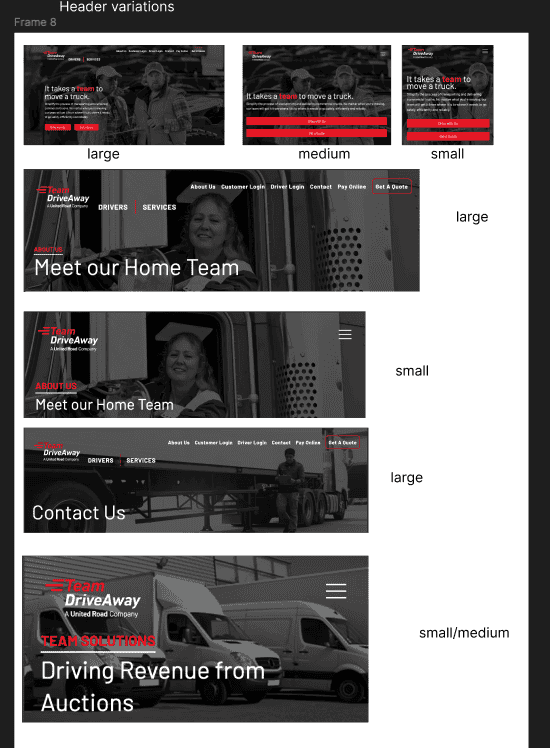 Header variations
Frame 8
Team
DriveAway
DRIVERS SERVICES
It takes a team to
move a truck.
It takes a team to move a truck.
It takes a team to
move a truck.
large
medium
small
Team
DriveAway
A United Road Company
About Us Customer Login Driver Login Contact Pay Online Get A Quote
DRIVERS SERVICES
ABOUT US
Meet our Home Team
large
Team
DriveAway
A United Road Company
ABOUT US
Meet our Home Team
small
Team
DriveAway
A United Road Company
About Us Customer Login Driver Login Contact Pay Online Get A Quote
DRIVERS SERVICES
Contact Us
large
Team
DriveAway
A United Road Company
TEAM SOLUTIONS
Driving Revenue from
Auctions
small/medium